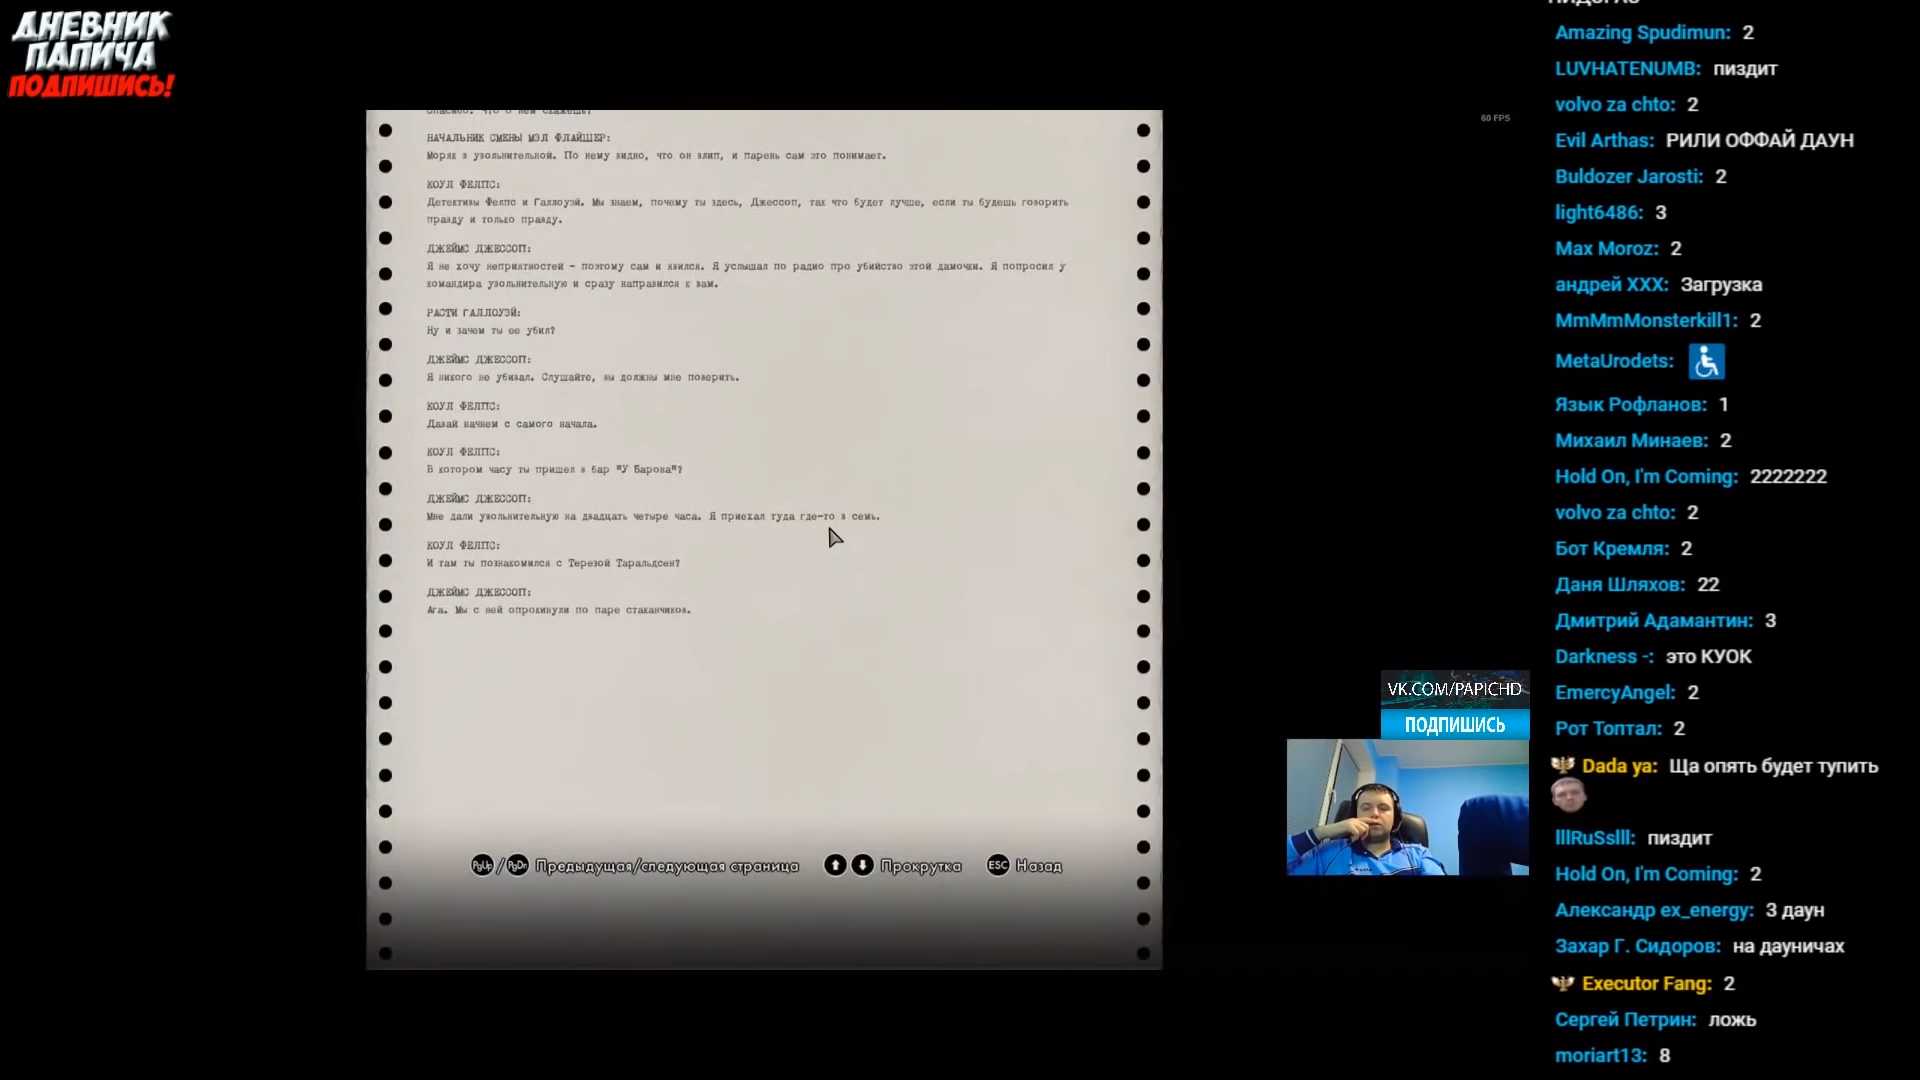 ДНЕВНИК
ПАПИЧА
ПОДПИШИСЬ!
60 FPS
НАЧАЛЬНИК СМЕНЫ МЭЛ ФЛАЙШЕР:
Моряк в увольнительной. По нему видно, что он влип, и парень сам это понимает.
КОУЛ ФЕЛПС:
Детективы Фелпс и Галлоуэй. Мы знаем, почему ты здесь, Джессоп, так что будет лучше, если ты будешь говорить
правду и только правду.
ДЖЕЙМС ДЖЕССОП:
Я не хочу неприятностей - поэтому сам и явился. Я услышал по радио про убийство этой дамочки. Я попросил у
командира увольнительную и сразу направился к вам.
РАСТИ ГАЛЛОУЭЙ:
Ну и зачем ты ее убил?
ДЖЕЙМС ДЖЕССОП:
Я никого не убивал. Слушайте, вы должны мне поверить.
КОУЛ ФЕЛПС:
Давай начнем с самого начала.
КОУЛ ФЕЛПС:
В котором часу ты пришел в бар "У Барона"?
ДЖЕЙМС ДЖЕССОП:
Мне дали увольнительную на двадцать четыре часа. Я приехал туда где-то в семь.
КОУЛ ФЕЛПС:
И там ты познакомился с Терезой Таральдсен?
ДЖЕЙМС ДЖЕССОП:
Ага. Мы с ней опрокинули по паре стаканчиков.
PgUp / PgDn Предыдущая/следующая страница Прокрутка ESC Назад
VK.COM/PAPICHD
ПОДПИШИСЬ
Amazing Spudimun: 2
LUVHATENUMB: пиздит
volvo za chto: 2
Evil Arthas: РИЛИ ОФФАЙ ДАУН
Buldozer Jarosti: 2
light6486: 3
Max Moroz: 2
андрей ХХХ: Загрузка
MmMmMonsterkill1: 2
MetaUrodets:
Язык Рофланов: 1
Михаил Минаев: 2
Hold On, I'm Coming: 2222222
volvo za chto: 2
Бот Кремля: 2
Даня Шляхов: 22
Дмитрий Адамантин: 3
Darkness -: это КУОК
EmercyAngel: 2
Рот Топтал: 2
Dada ya: Ща опять будет тупить
lllRuSslll: пиздит
Hold On, I'm Coming: 2
Александр ex_energy: 3 даун
Захар Г. Сидоров: на дауничах
Executor Fang: 2
Сергей Петрин: ложь
moriart13: 8